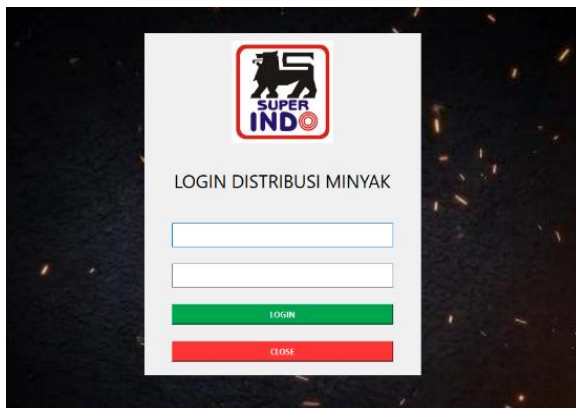 SUPER
INDO
LOGIN DISTRIBUSI MINYAK
LOGIN
CLOSE